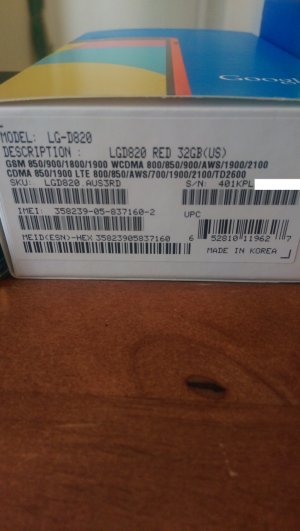 Google
MODEL: LG-D820
DESCRIPTION : LGD820 RED 32GB(US)
GSM 850/900/1800/1900 WCDMA 800/850/900/AWS/1900/2100
CDMA 850/1900 LTE 800/850/AWS/700/1900/2100/TD2600
SKU: LGD820.AUS3RD S/N: 401KPL
IMEI: 358239-05-837160-2 UPC
6 52810 11962 7
MEID(ESN)-HEX 35823905837160
MADE IN KOREA